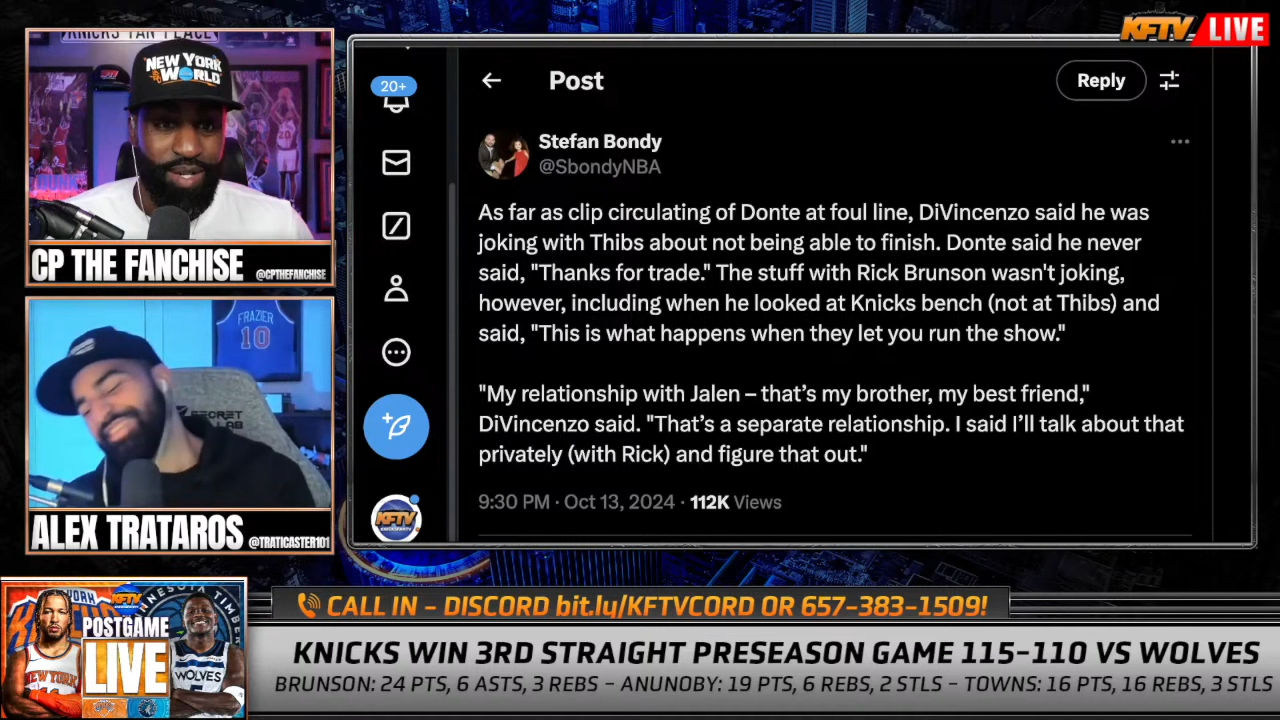 KNICKS FAN PLACE
NEW YORK
WORLD
CP THE FANCHISE @CPTHEFANCHISE
FRAZIER
10
SECRET
LAB
ALEX TRATAROS @TRATICASTER101
KFTV LIVE
20+
Post
Reply
Stefan Bondy
@SbondyNBA
As far as clip circulating of Donte at foul line, DiVincenzo said he was
joking with Thibs about not being able to finish. Donte said he never
said, "Thanks for trade." The stuff with Rick Brunson wasn't joking,
however, including when he looked at Knicks bench (not at Thibs) and
said, "This is what happens when they let you run the show."
"My relationship with Jalen – that’s my brother, my best friend,"
DiVincenzo said. "That’s a separate relationship. I said I’ll talk about that
privately (with Rick) and figure that out."
9:30 PM · Oct 13, 2024 · 112K Views
KFTV
POSTGAME
LIVE
NEW YORK
WOLVES
CALL IN – DISCORD bit.ly/KFTVCORD OR 657-383-1509!
KNICKS WIN 3RD STRAIGHT PRESEASON GAME 115-110 VS WOLVES
BRUNSON: 24 PTS, 6 ASTS, 3 REBS – ANUNOBY: 19 PTS, 6 REBS, 2 STLS – TOWNS: 16 PTS, 16 REBS, 3 STLS